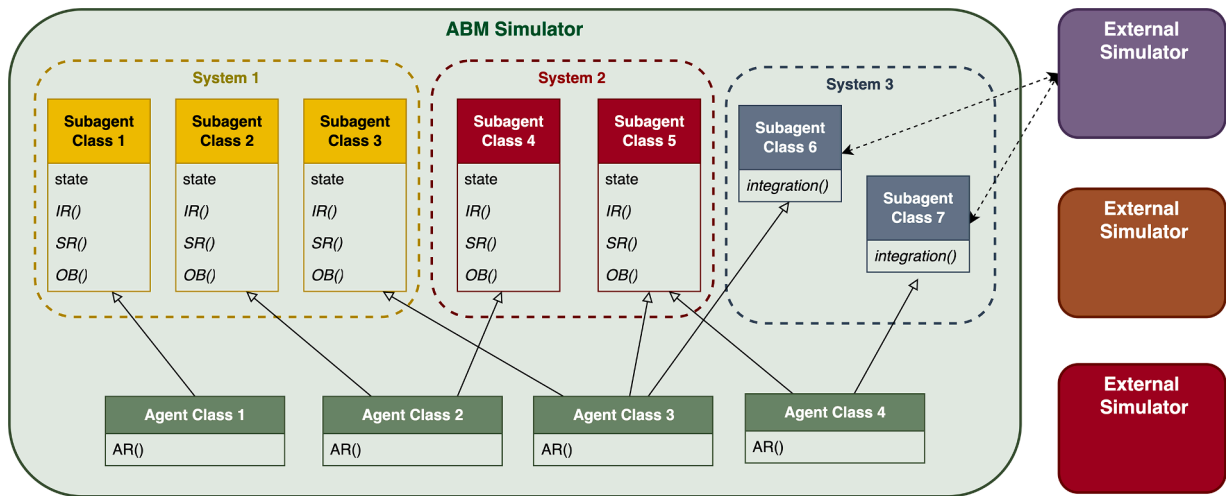 ABM Simulator
System 1
Subagent
Class 1
state
IR()
SR()
OB()
Subagent
Class 2
state
IR()
SR()
OB()
Subagent
Class 3
state
IR()
SR()
OB()
System 2
Subagent
Class 4
state
IR()
SR()
OB()
Subagent
Class 5
state
IR()
SR()
OB()
System 3
Subagent
Class 6
integration()
Subagent
Class 7
integration()
Agent Class 1
AR()
Agent Class 2
AR()
Agent Class 3
AR()
Agent Class 4
AR()
External
Simulator
External
Simulator
External
Simulator